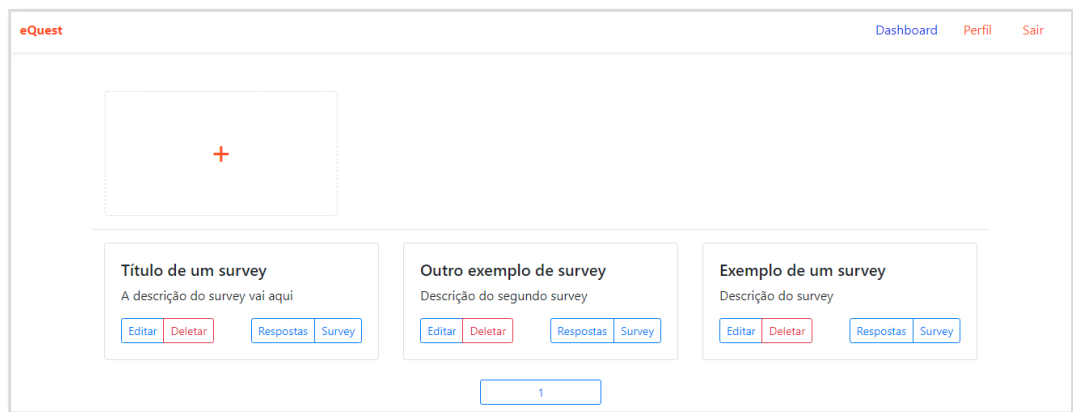 eQuest Dashboard Perfil Sair
+
Título de um survey
A descrição do survey vai aqui
Editar Deletar Respostas Survey
Outro exemplo de survey
Descrição do segundo survey
Editar Deletar Respostas Survey
Exemplo de um survey
Descrição do survey
Editar Deletar Respostas Survey
1